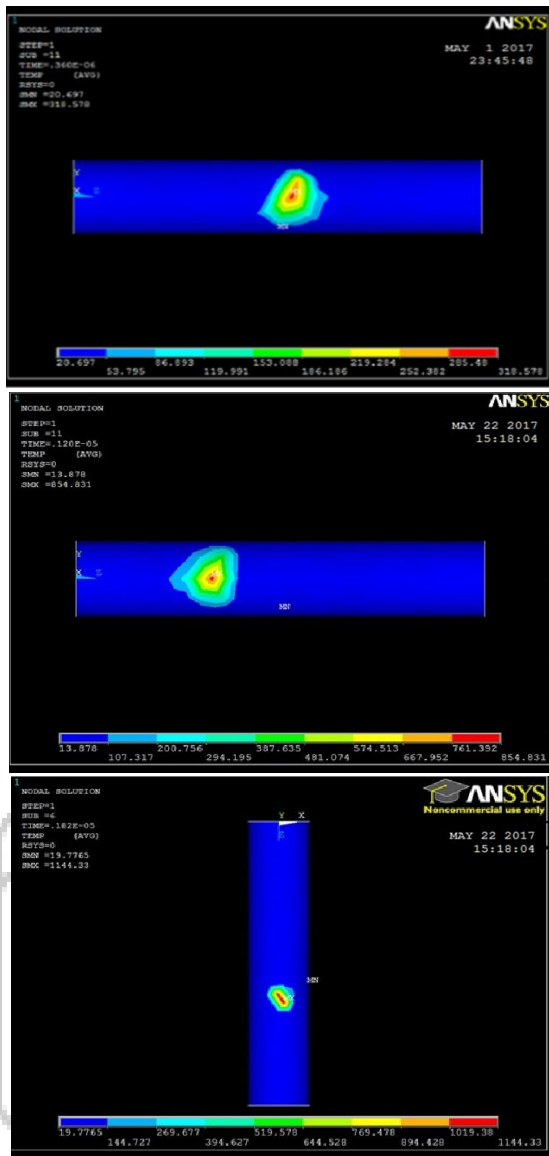 1
NODAL SOLUTION
STEP=1
SUB =11
TIME=.360E-06
TEMP (AVG)
RSYS=0
SMN =20.697
SMX =318.578
ANSYS
MAY 1 2017
23:45:48
Y
X Z
MN
20.697 86.893 153.088 219.284 285.48
53.795 119.991 186.186 252.382 318.578
1
NODAL SOLUTION
STEP=1
SUB =11
TIME=.120E-05
TEMP (AVG)
RSYS=0
SMN =13.878
SMX =854.831
ANSYS
MAY 22 2017
15:18:04
Y
X Z
MN
13.878 200.756 387.635 574.513 761.392
107.317 294.195 481.074 667.952 854.831
1
NODAL SOLUTION
STEP=1
SUB =6
TIME=.182E-05
TEMP (AVG)
RSYS=0
SMN =19.7765
SMX =1144.33
ANSYS
Noncommercial use only
MAY 22 2017
15:18:04
Y X
Z
MN
19.7765 269.677 519.578 769.478 1019.38
144.727 394.627 644.528 894.428 1144.33